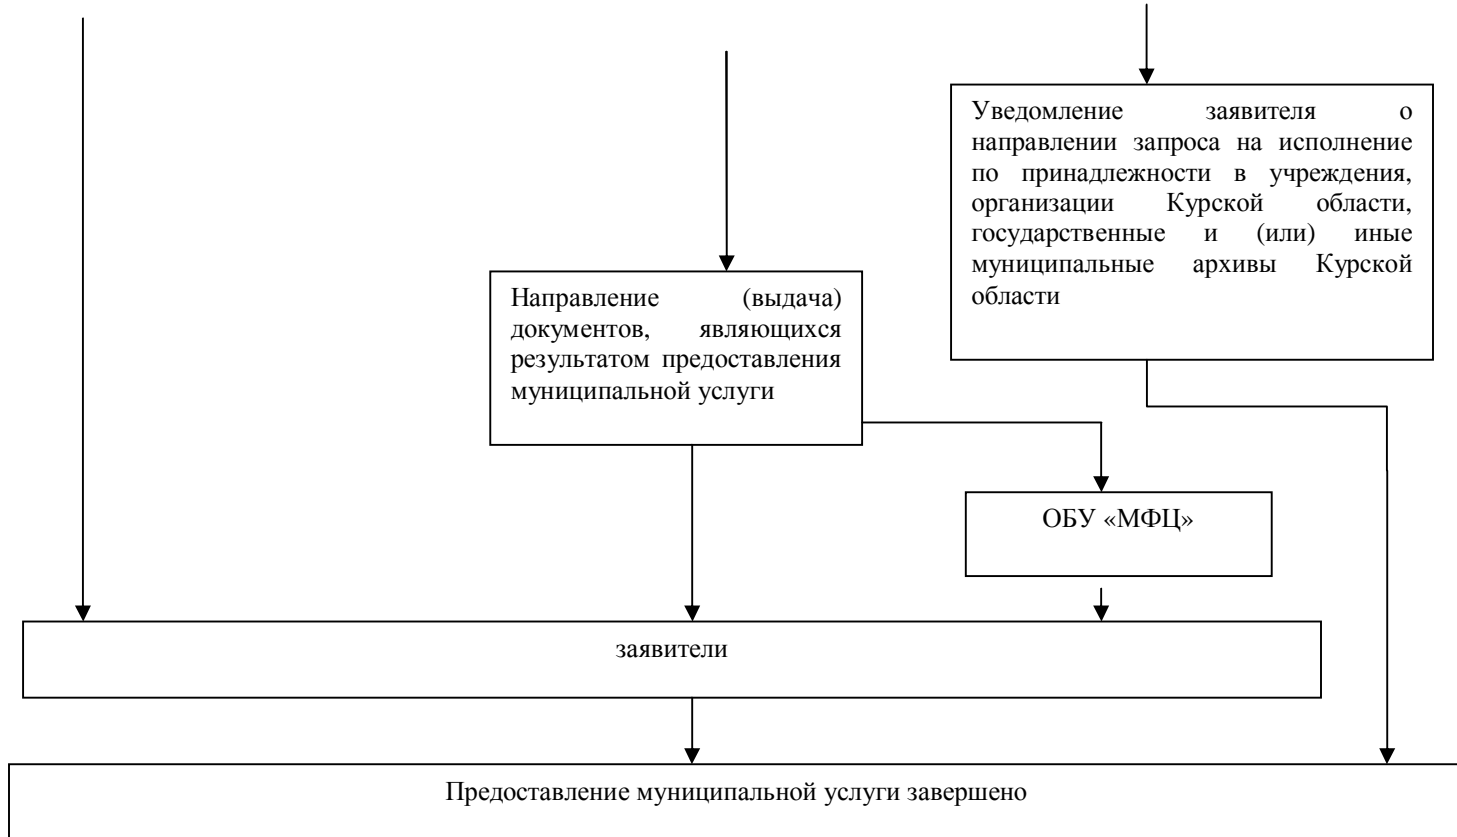 Уведомление заявителя о
направлении запроса на исполнение
по принадлежности в учреждения,
организации Курской области,
государственные и (или) иные
муниципальные архивы Курской
области
Направление (выдача)
документов, являющихся
результатом предоставления
муниципальной услуги
ОБУ «МФЦ»
заявители
Предоставление муниципальной услуги завершено